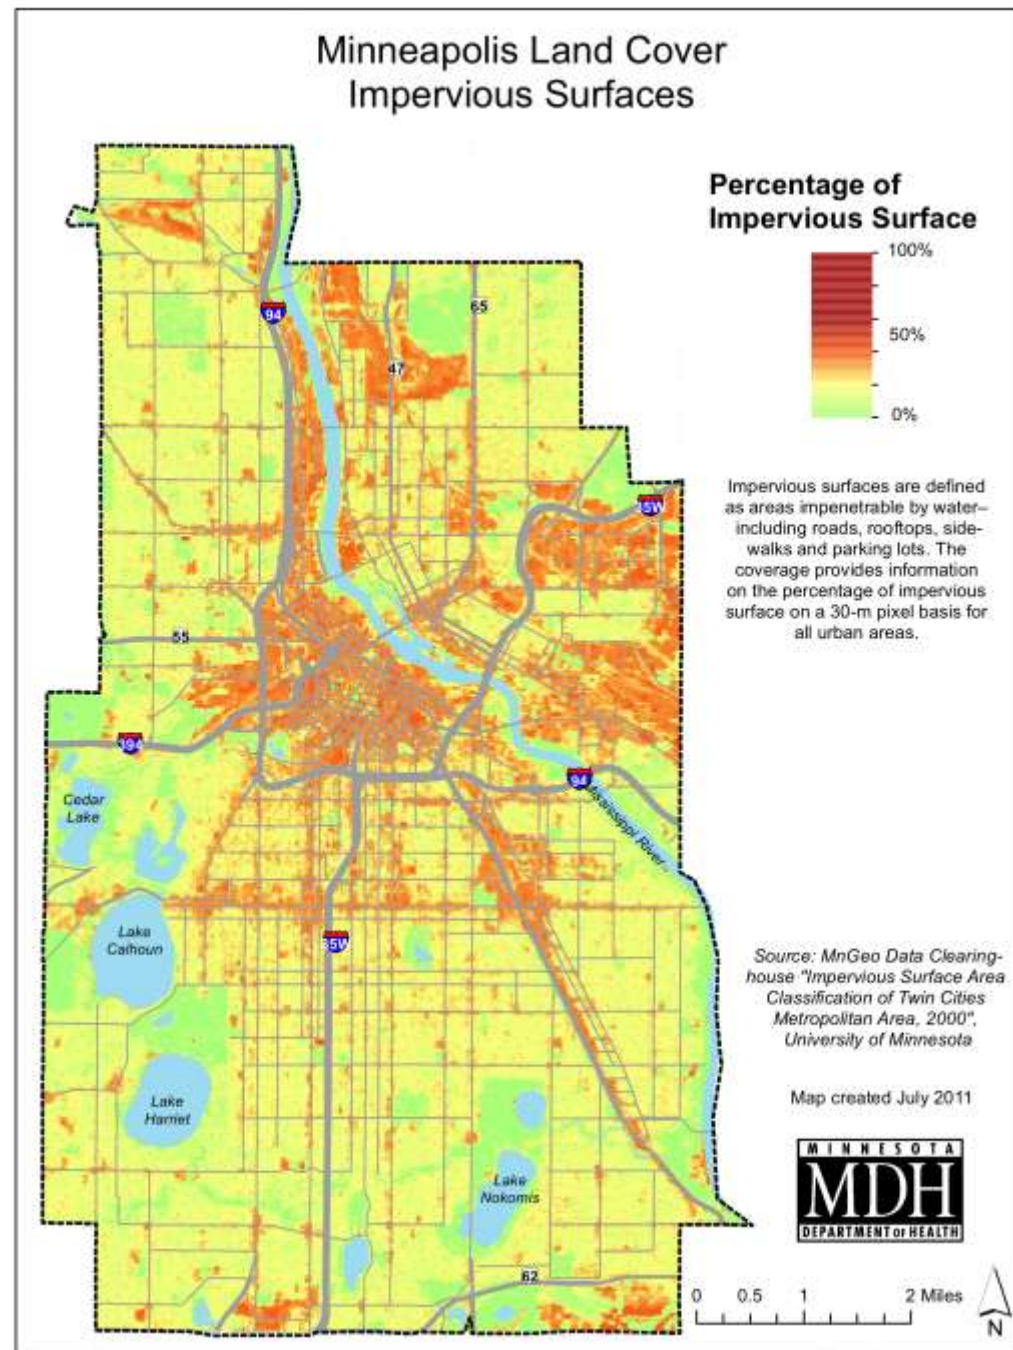 Minneapolis Land Cover
Impervious Surfaces
Percentage of
Impervious Surface
100%
50%
0%
94
65
47
35W
Impervious surfaces are defined
as areas impenetrable by water–
including roads, rooftops, side-
walks and parking lots. The
coverage provides information
on the percentage of impervious
surface on a 30-m pixel basis for
all urban areas.
55
394
94
Cedar
Lake
Mississippi River
Lake
Calhoun
35W
Source: MnGeo Data Clearing-
house "Impervious Surface Area
Classification of Twin Cities
Metropolitan Area, 2000",
University of Minnesota
Lake
Harriet
Map created July 2011
MINNESOTA
MDH
DEPARTMENT OF HEALTH
Lake
Nokomis
62
0 0.5 1 2 Miles
N